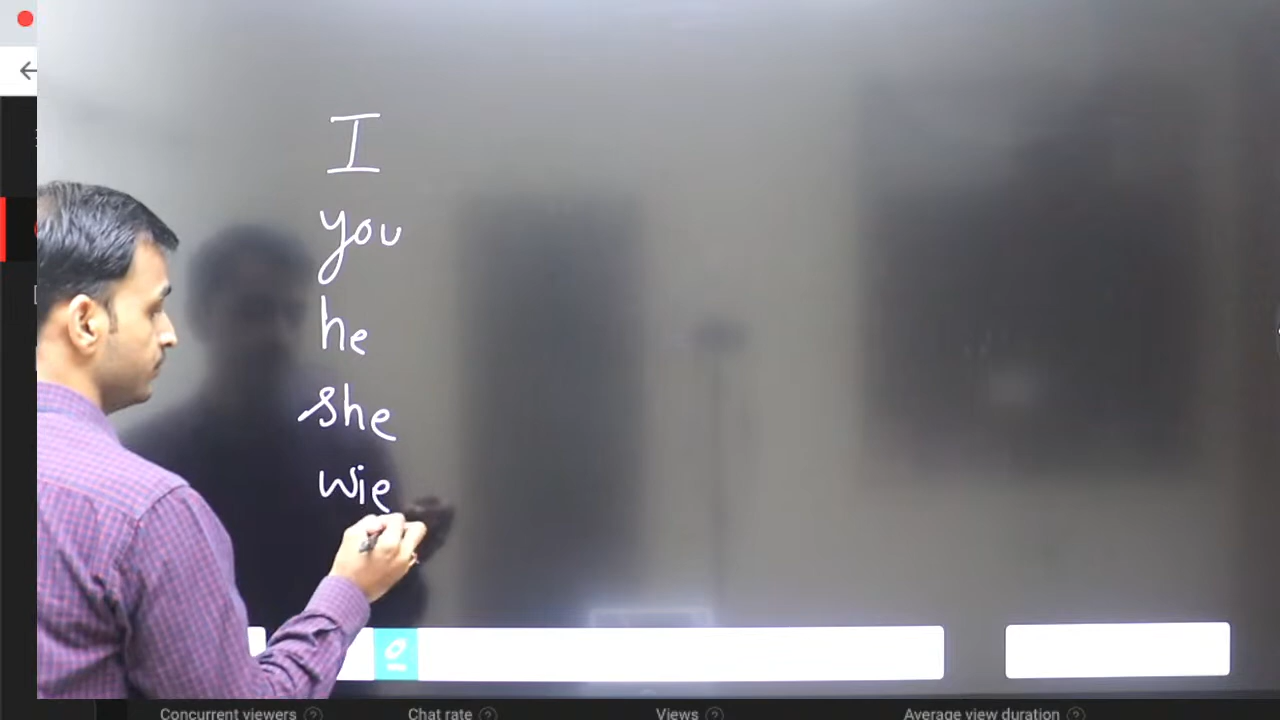 I
you
he
she
wie
Concurrent viewers
Chat rate
Views
Average view duration